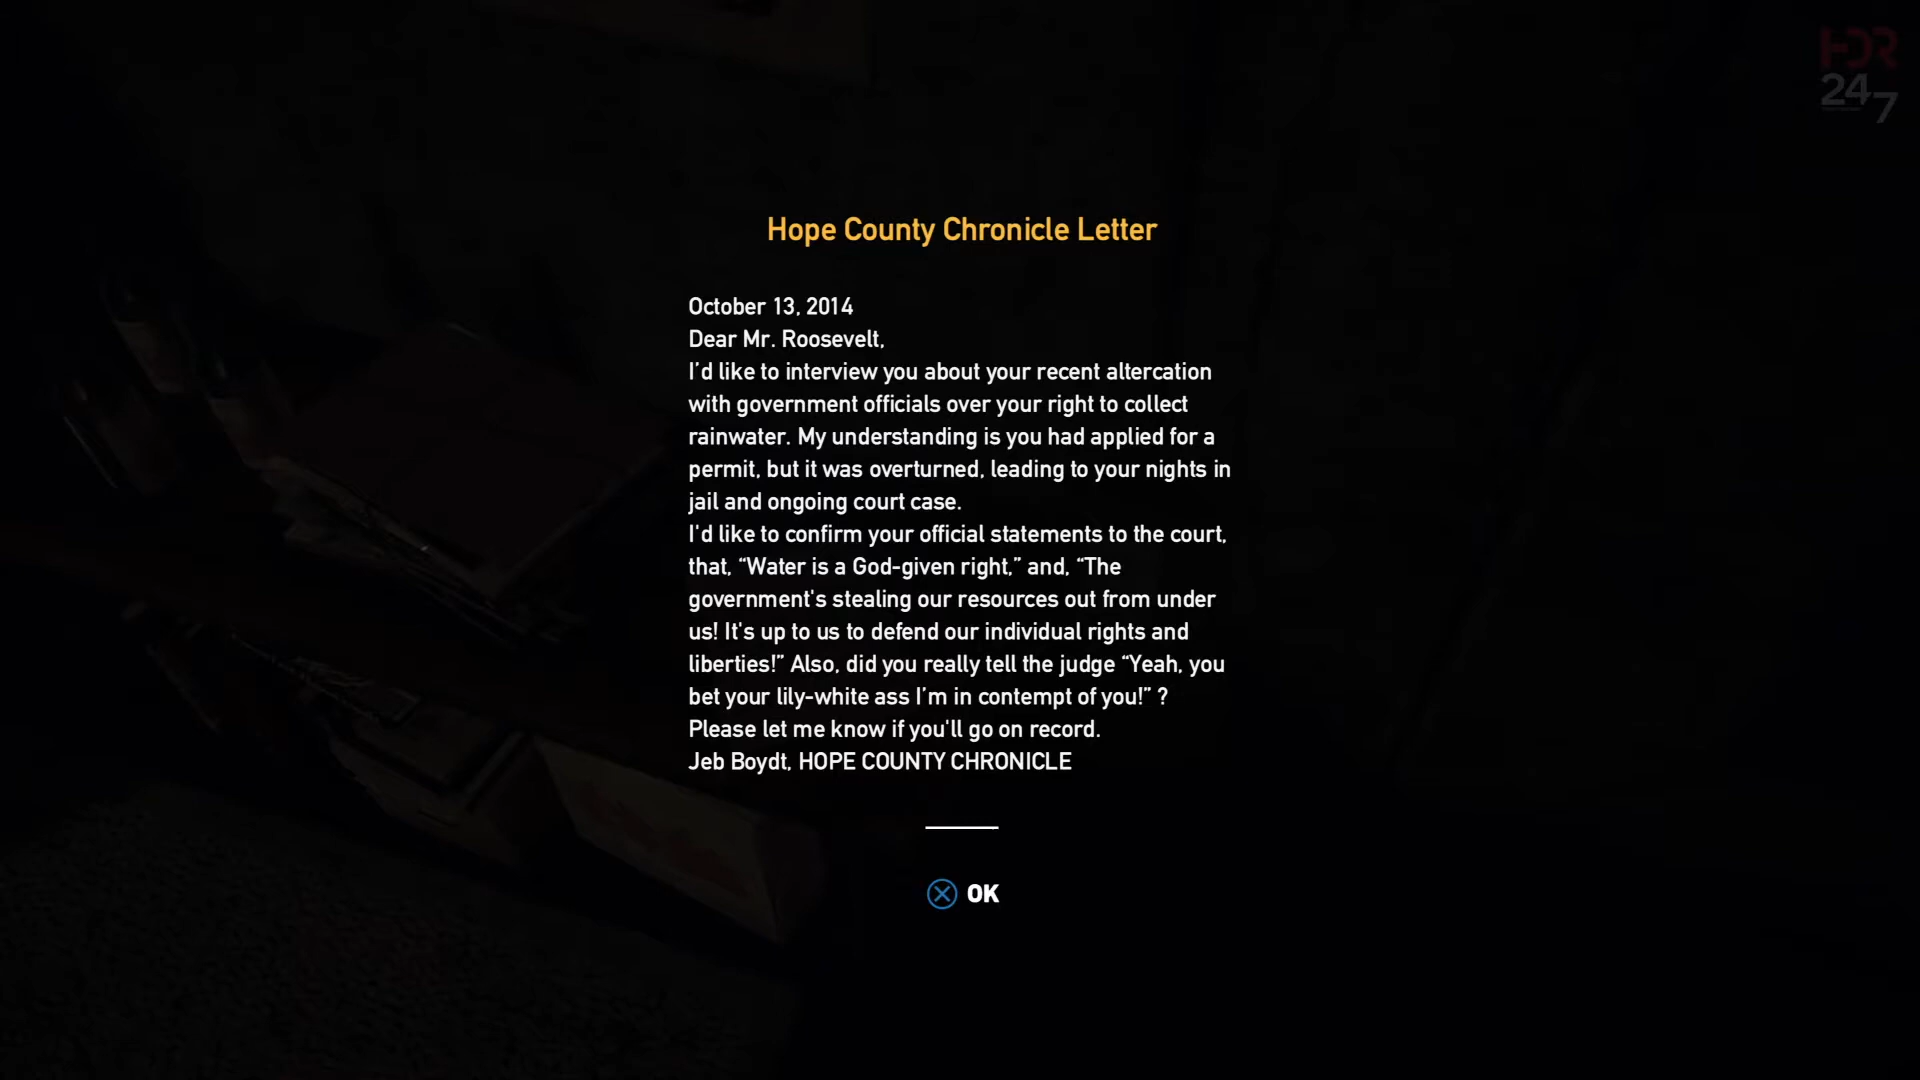 HDR
24/7
Hope County Chronicle Letter
October 13, 2014
Dear Mr. Roosevelt,
I’d like to interview you about your recent altercation
with government officials over your right to collect
rainwater. My understanding is you had applied for a
permit, but it was overturned, leading to your nights in
jail and ongoing court case.
I'd like to confirm your official statements to the court,
that, “Water is a God-given right,” and, “The
government's stealing our resources out from under
us! It's up to us to defend our individual rights and
liberties!” Also, did you really tell the judge “Yeah, you
bet your lily-white ass I’m in contempt of you!” ?
Please let me know if you'll go on record.
Jeb Boydt, HOPE COUNTY CHRONICLE
OK